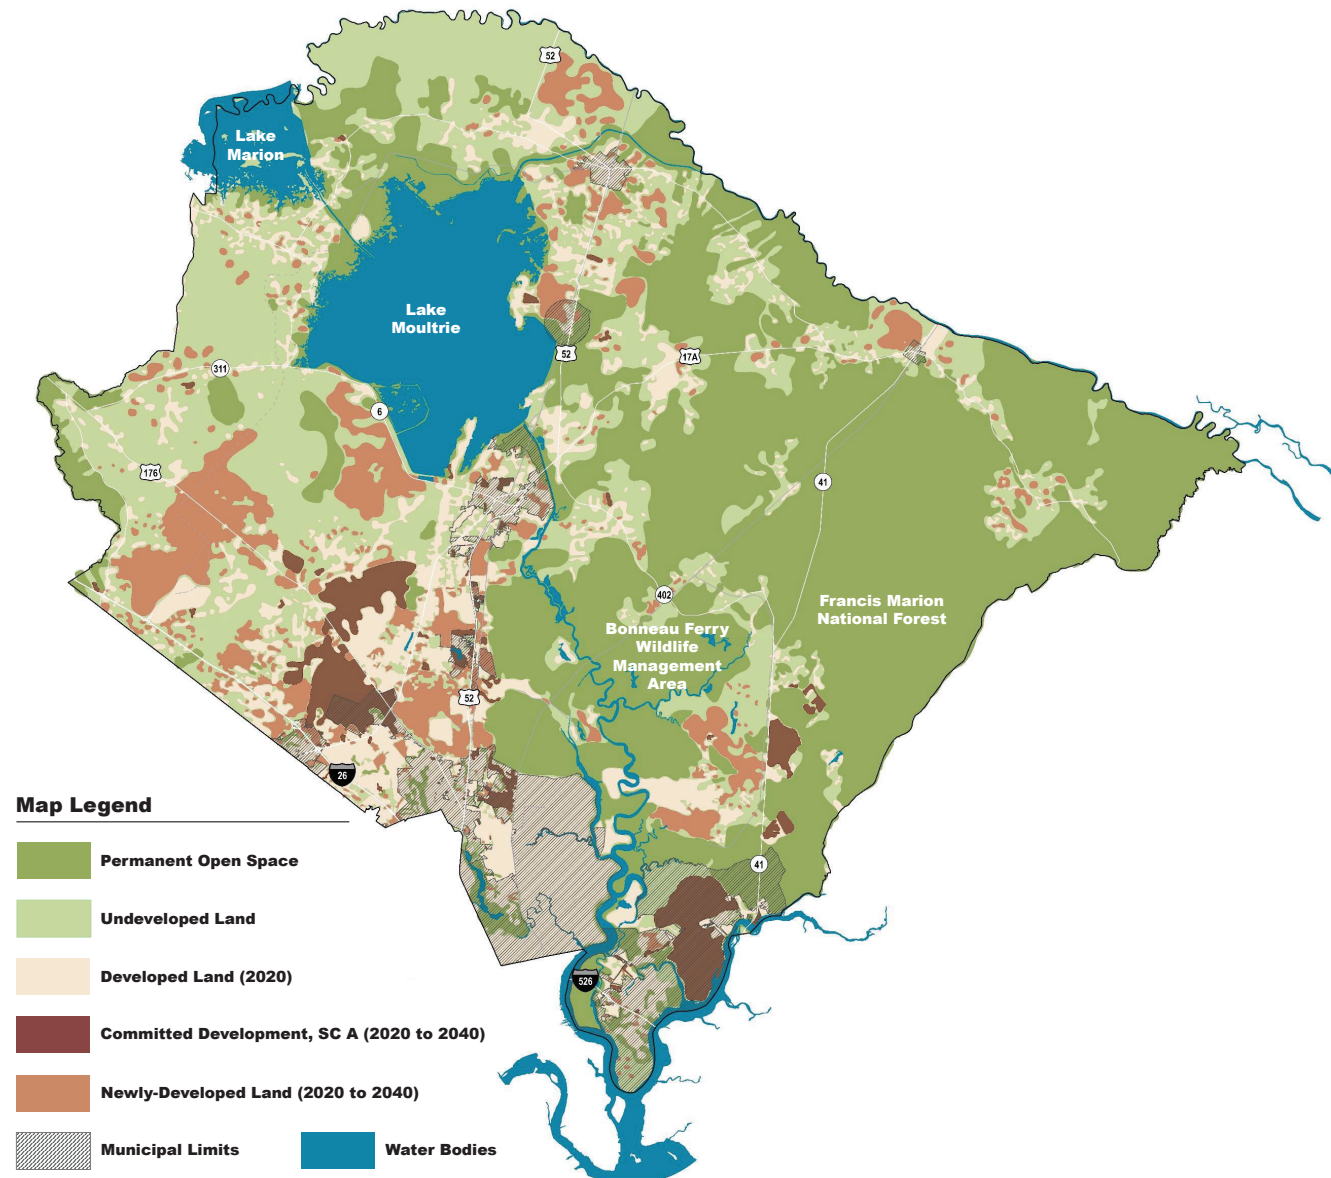 52
Lake
Marion
Lake
Moultrie
52
17A
311
6
176
41
402
Francis Marion
National Forest
Bonneau Ferry
Wildlife
Management
Area
52
26
41
526
Map Legend
Permanent Open Space
Undeveloped Land
Developed Land (2020)
Committed Development, SC A (2020 to 2040)
Newly-Developed Land (2020 to 2040)
Municipal Limits
Water Bodies